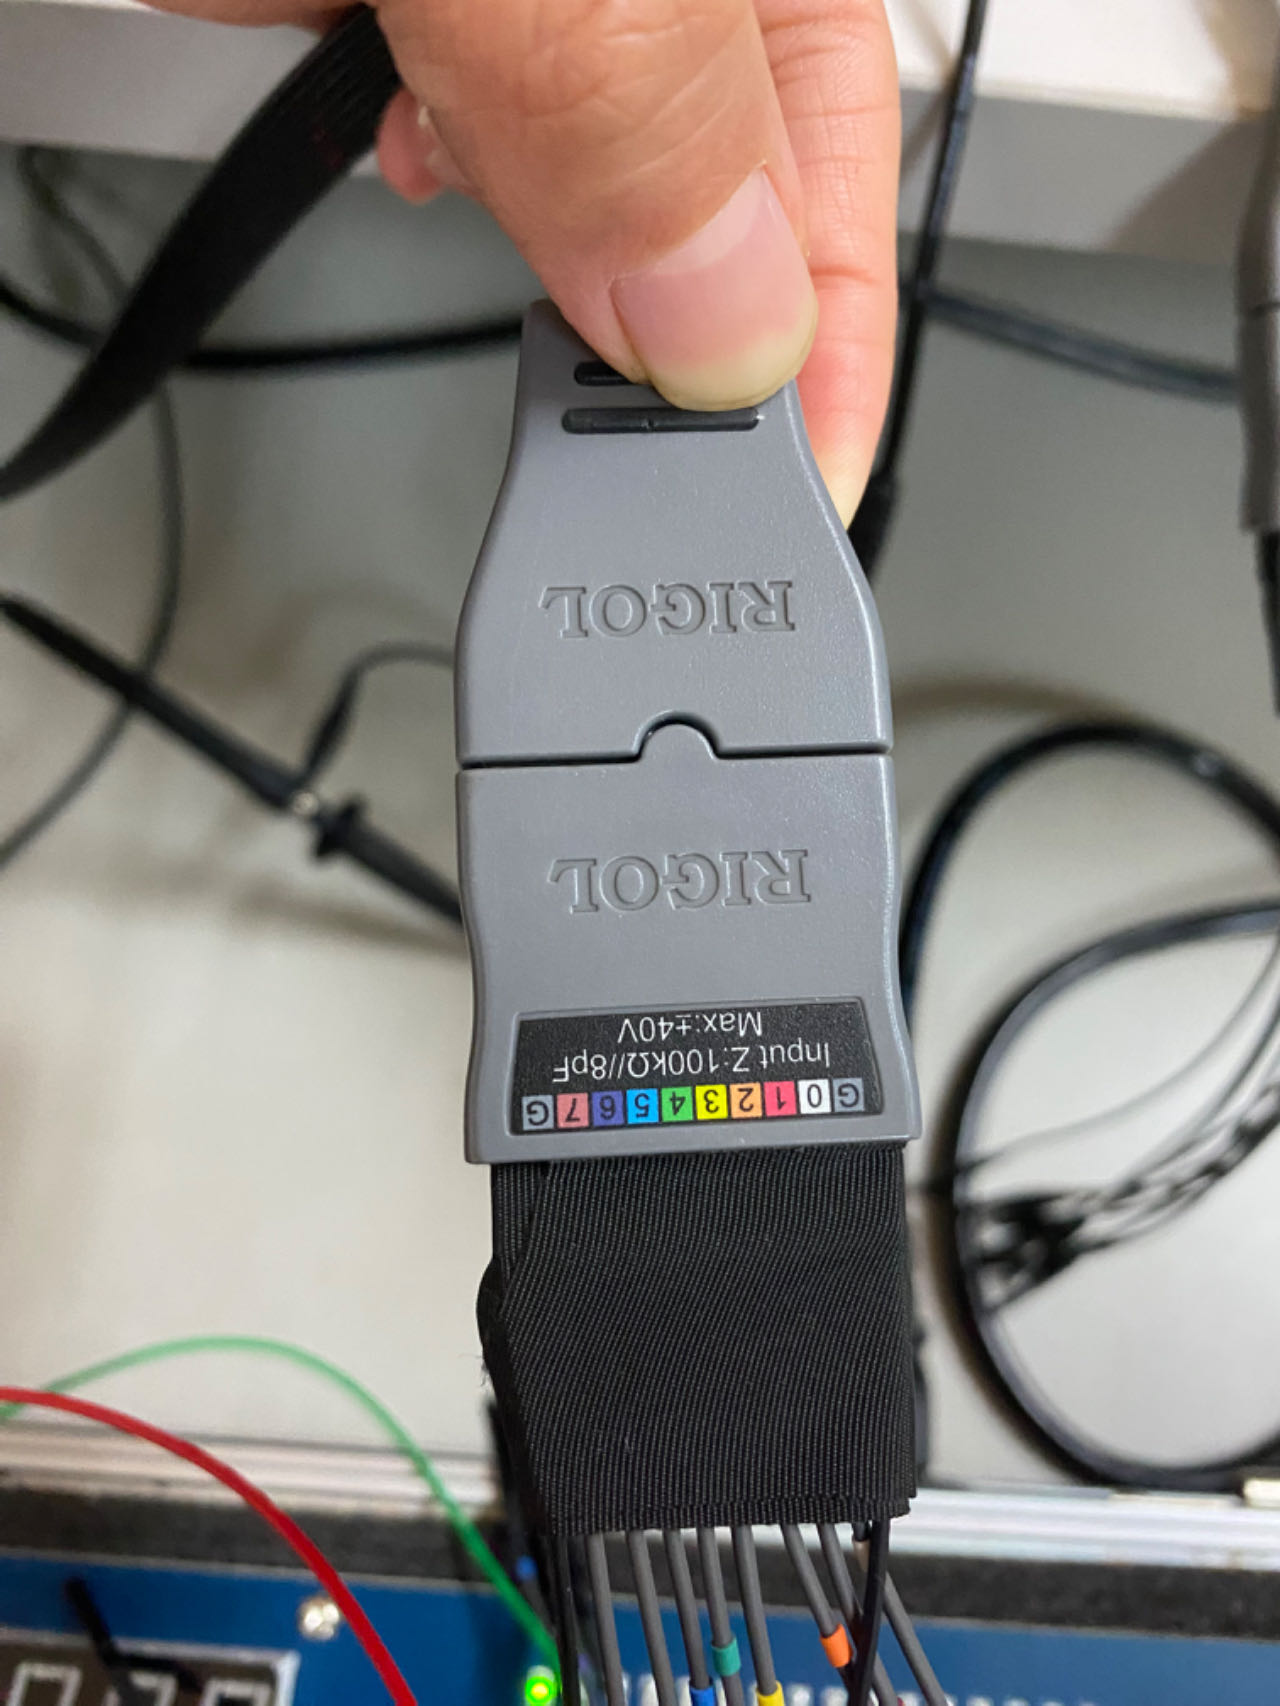 RIGOL
RIGOL
G 0 1 2 3 4 5 6 7 G
Input Z:100kΩ//8pF
Max:±40V